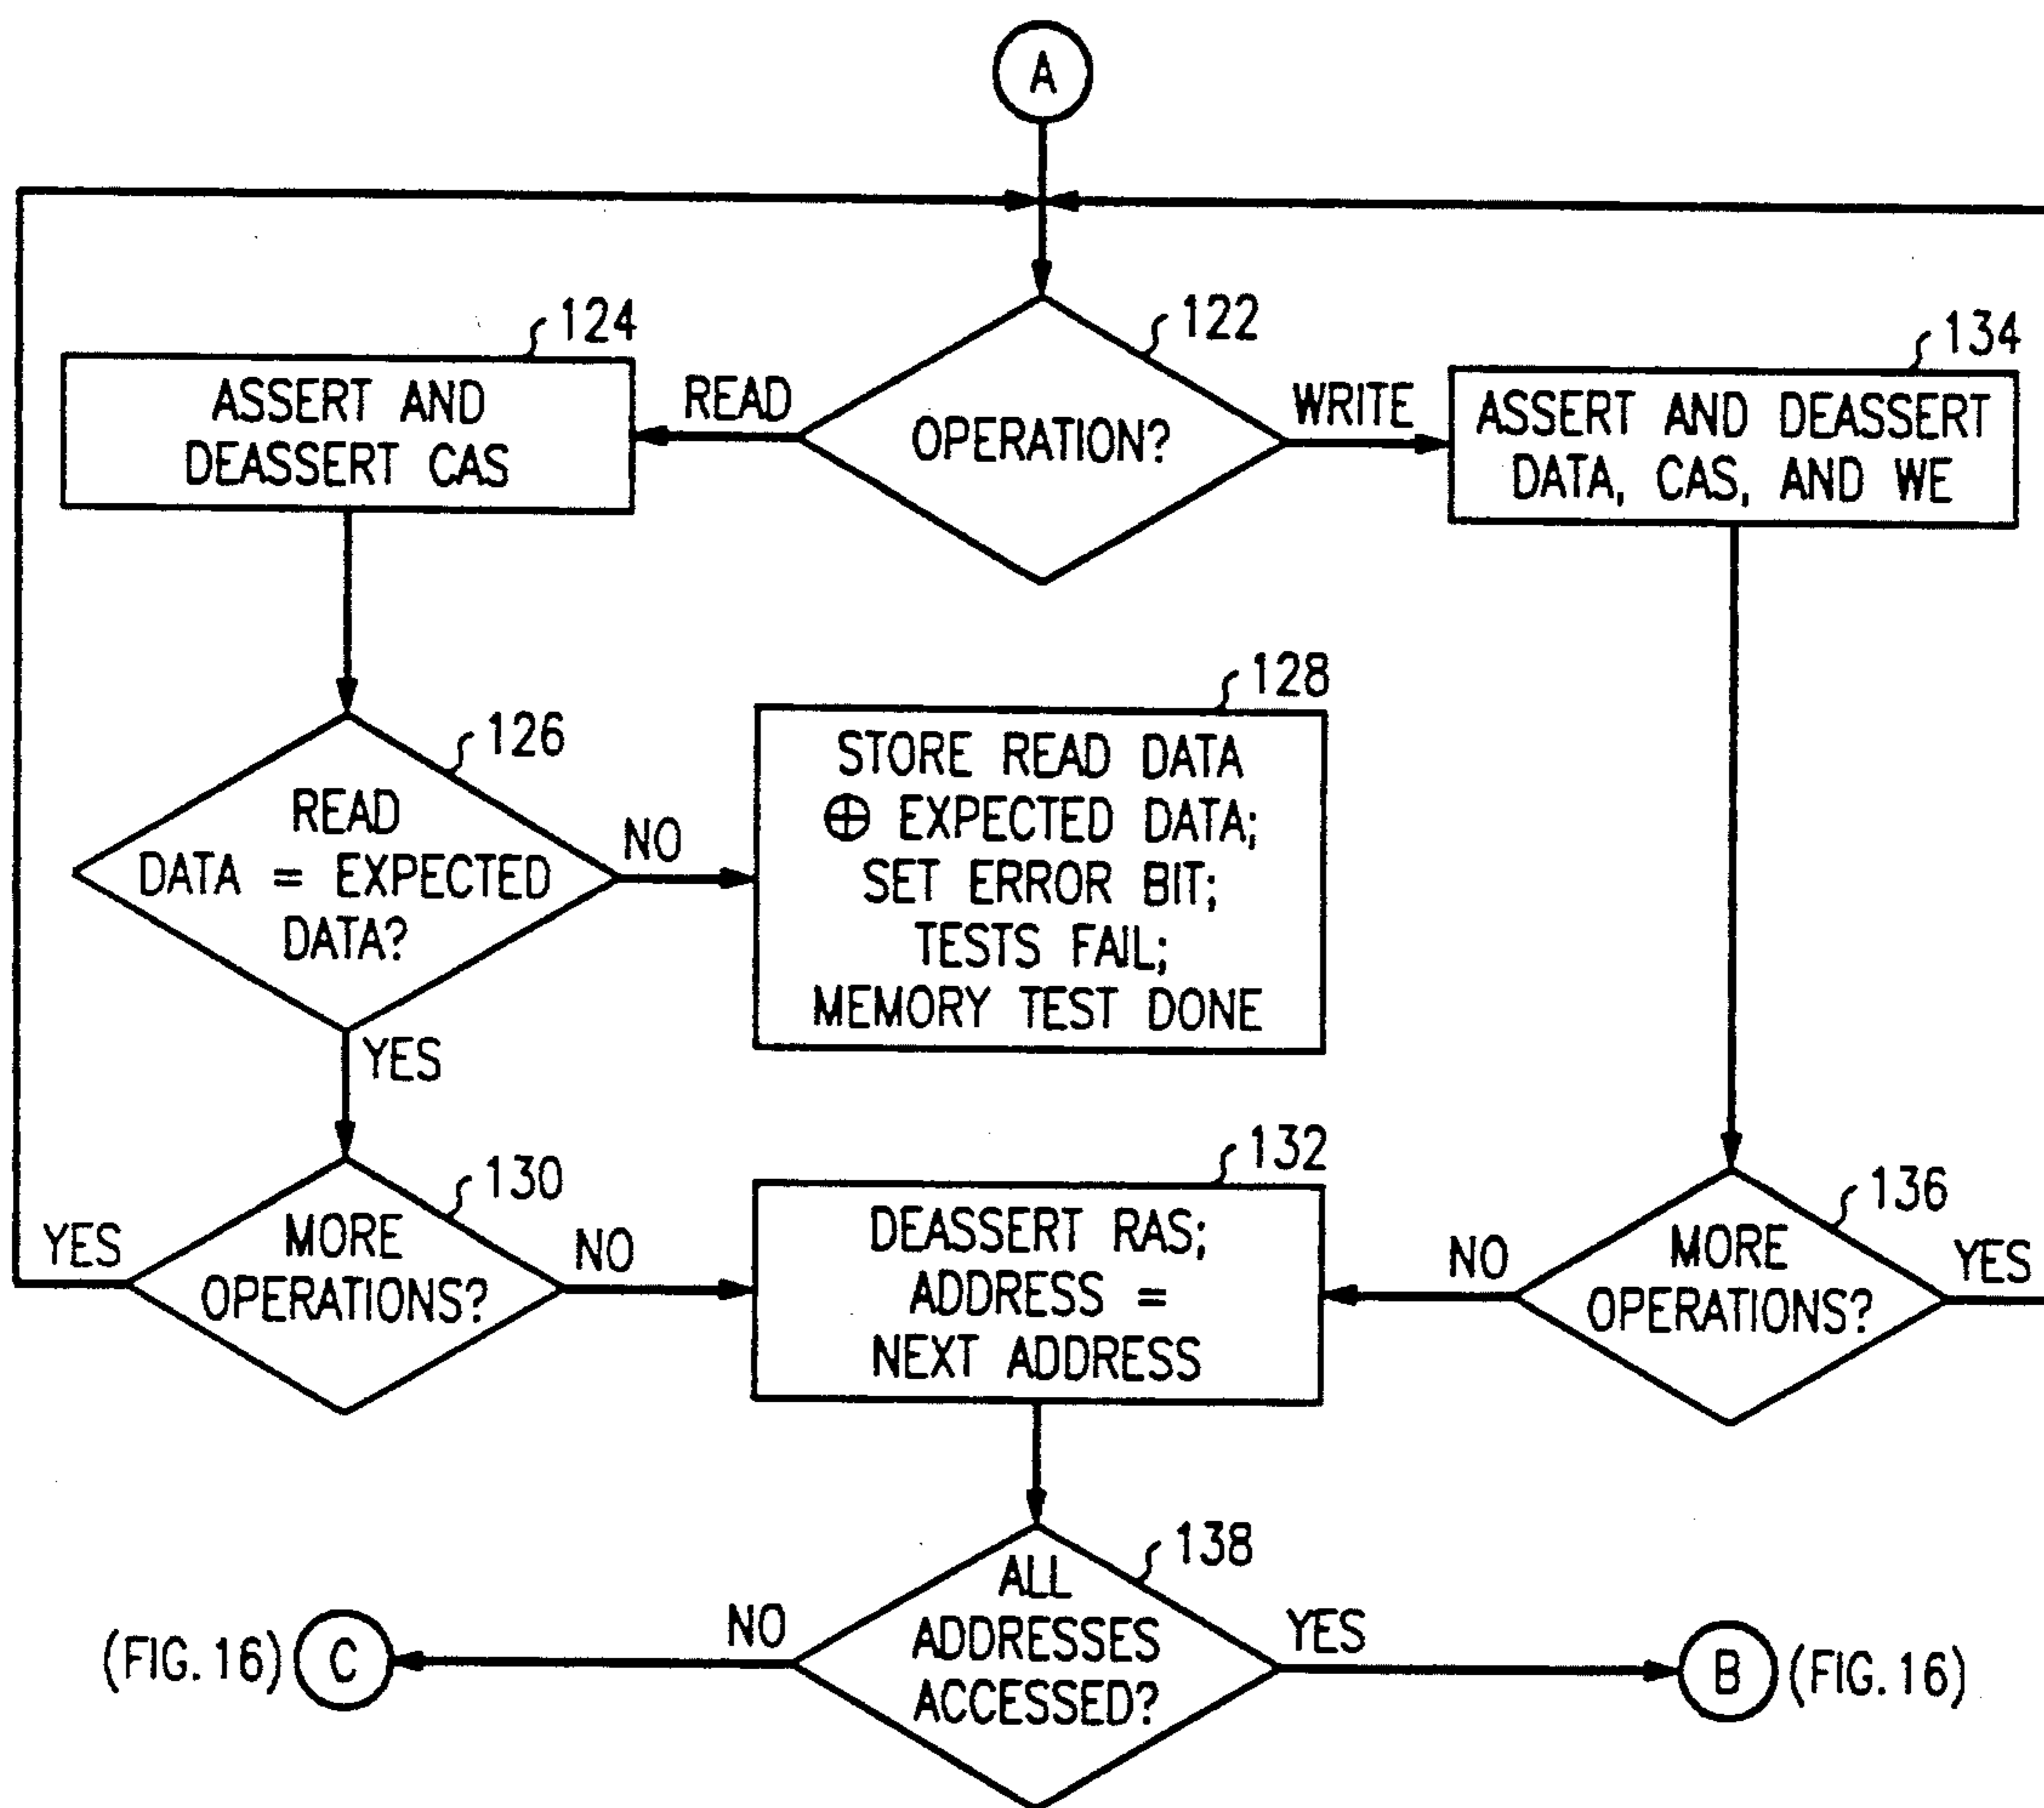 A
124
122
134
ASSERT AND
DEASSERT CAS
READ
OPERATION?
WRITE
ASSERT AND DEASSERT
DATA, CAS, AND WE
126
128
READ
DATA = EXPECTED
DATA?
NO
STORE READ DATA
⊕ EXPECTED DATA;
SET ERROR BIT;
TESTS FAIL;
MEMORY TEST DONE
YES
130
132
136
YES
MORE
OPERATIONS?
NO
DEASSERT RAS;
ADDRESS =
NEXT ADDRESS
NO
MORE
OPERATIONS?
YES
138
ALL
ADDRESSES
ACCESSED?
NO
YES
(FIG. 16)
C
B
(FIG. 16)